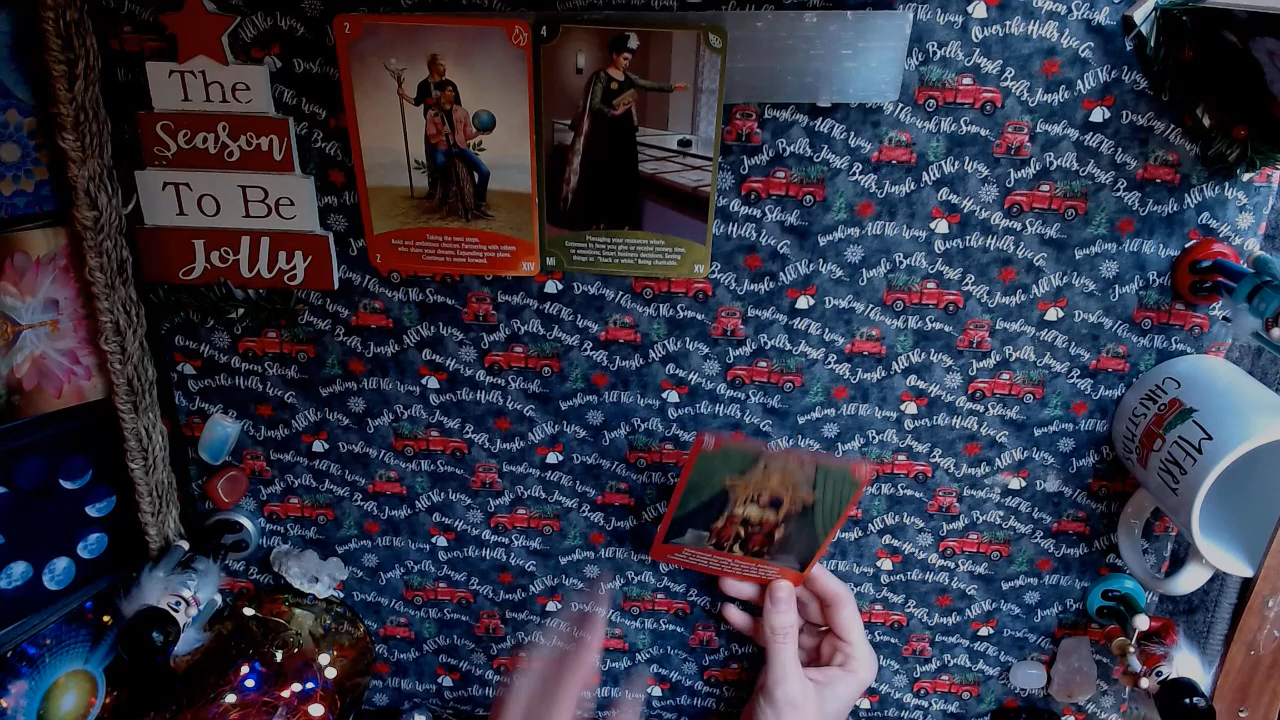 The
Season
To Be
Jolly
2
Taking the next steps.
Bold and ambitious choices. Partnering with others
who share your dreams. Expanding your plans.
Continue to move forward.
2
XIV
4
Managing your resources wisely.
Extremes in how you give or receive money, time,
or emotions. Smart business decisions. Seeing
things as "black or white." Being charitable.
Mi
XV
MERRY
CHRISTMAS
Dashing Through The Snow...
Laughing All The Way
Jingle Bells, Jingle Bells, Jingle All The Way
One Horse Open Sleigh...
Over the Hills We Go